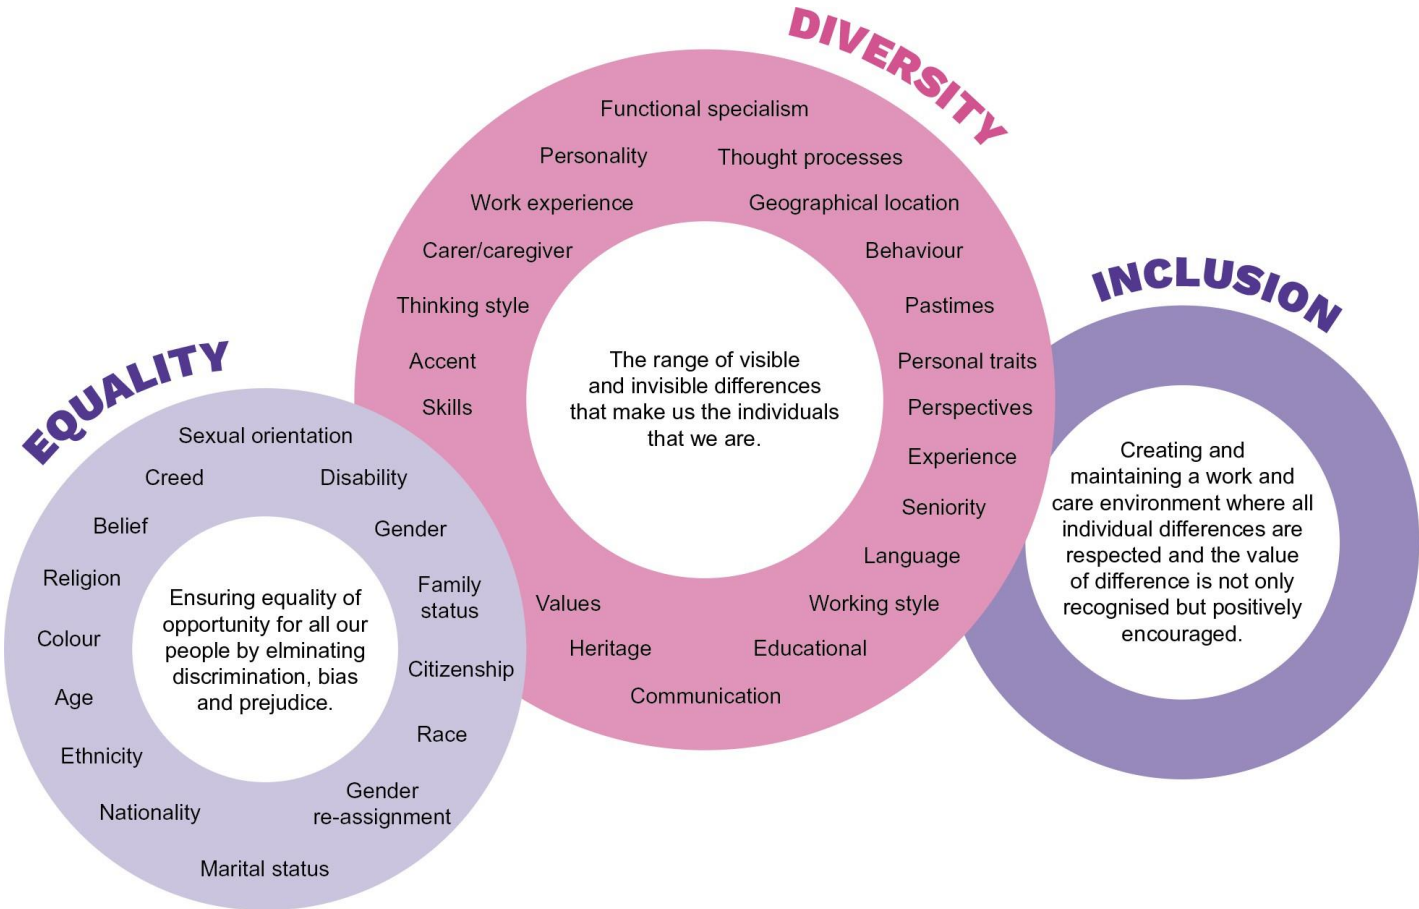 DIVERSITY
Functional specialism
Personality
Thought processes
Work experience
Geographical location
Carer/caregiver
Behaviour
Thinking style
Pastimes
Accent
Personal traits
Skills
Perspectives
Experience
Seniority
Language
Values
Working style
Heritage
Educational
Communication
The range of visible
and invisible differences
that make us the individuals
that we are.
EQUALITY
Sexual orientation
Creed
Disability
Belief
Gender
Religion
Family
status
Colour
Citizenship
Age
Race
Ethnicity
Gender
re-assignment
Nationality
Marital status
Ensuring equality of
opportunity for all our
people by elminating
discrimination, bias
and prejudice.
INCLUSION
Creating and
maintaining a work and
care environment where all
individual differences are
respected and the value
of difference is not only
recognised but positively
encouraged.